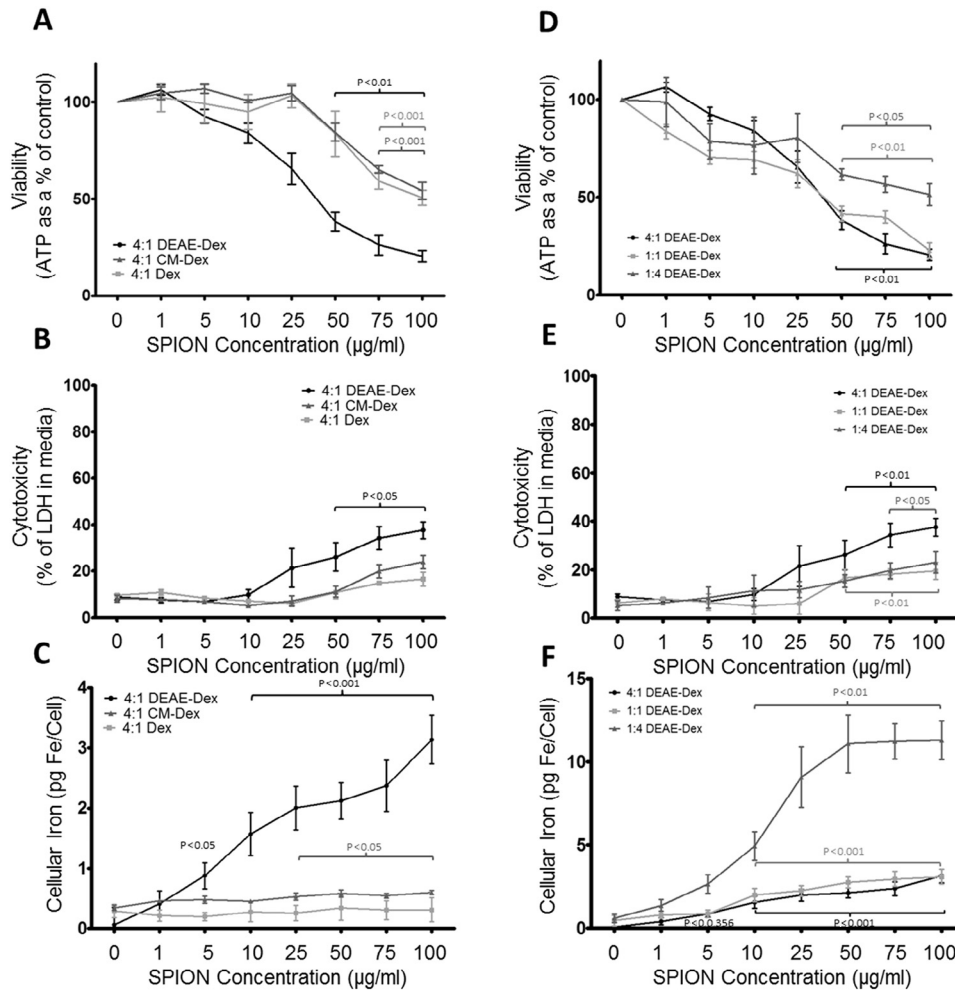 A
Viability
(ATP as a % of control)
100
50
0
P<0.01
P<0.001
P<0.001
4:1 DEAE-Dex
4:1 CM-Dex
4:1 Dex
0 1 5 10 25 50 75 100
SPION Concentration (µg/ml)
B
Cytotoxicity
(% of LDH in media)
100
80
60
40
20
0
4:1 DEAE-Dex
4:1 CM-Dex
4:1 Dex
P<0.05
0 1 5 10 25 50 75 100
SPION Concentration (µg/ml)
C
Cellular Iron (pg Fe/Cell)
4
3
2
1
0
4:1 DEAE-Dex
4:1 CM-Dex
4:1 Dex
P<0.001
P<0.05
P<0.05
0 1 5 10 25 50 75 100
SPION Concentration (µg/ml)
D
Viability
(ATP as a % of control)
100
50
0
P<0.05
P<0.01
4:1 DEAE-Dex
1:1 DEAE-Dex
1:4 DEAE-Dex
P<0.01
0 1 5 10 25 50 75 100
SPION Concentration (µg/ml)
E
Cytotoxicity
(% of LDH in media)
100
80
60
40
20
0
4:1 DEAE-Dex
1:1 DEAE-Dex
1:4 DEAE-Dex
P<0.01
P<0.05
P<0.01
0 1 5 10 25 50 75 100
SPION Concentration (µg/ml)
F
Cellular Iron (pg Fe/Cell)
15
10
5
0
4:1 DEAE-Dex
1:1 DEAE-Dex
1:4 DEAE-Dex
P<0.01
P<0.001
P<0.0.356
P<0.001
0 1 5 10 25 50 75 100
SPION Concentration (µg/ml)